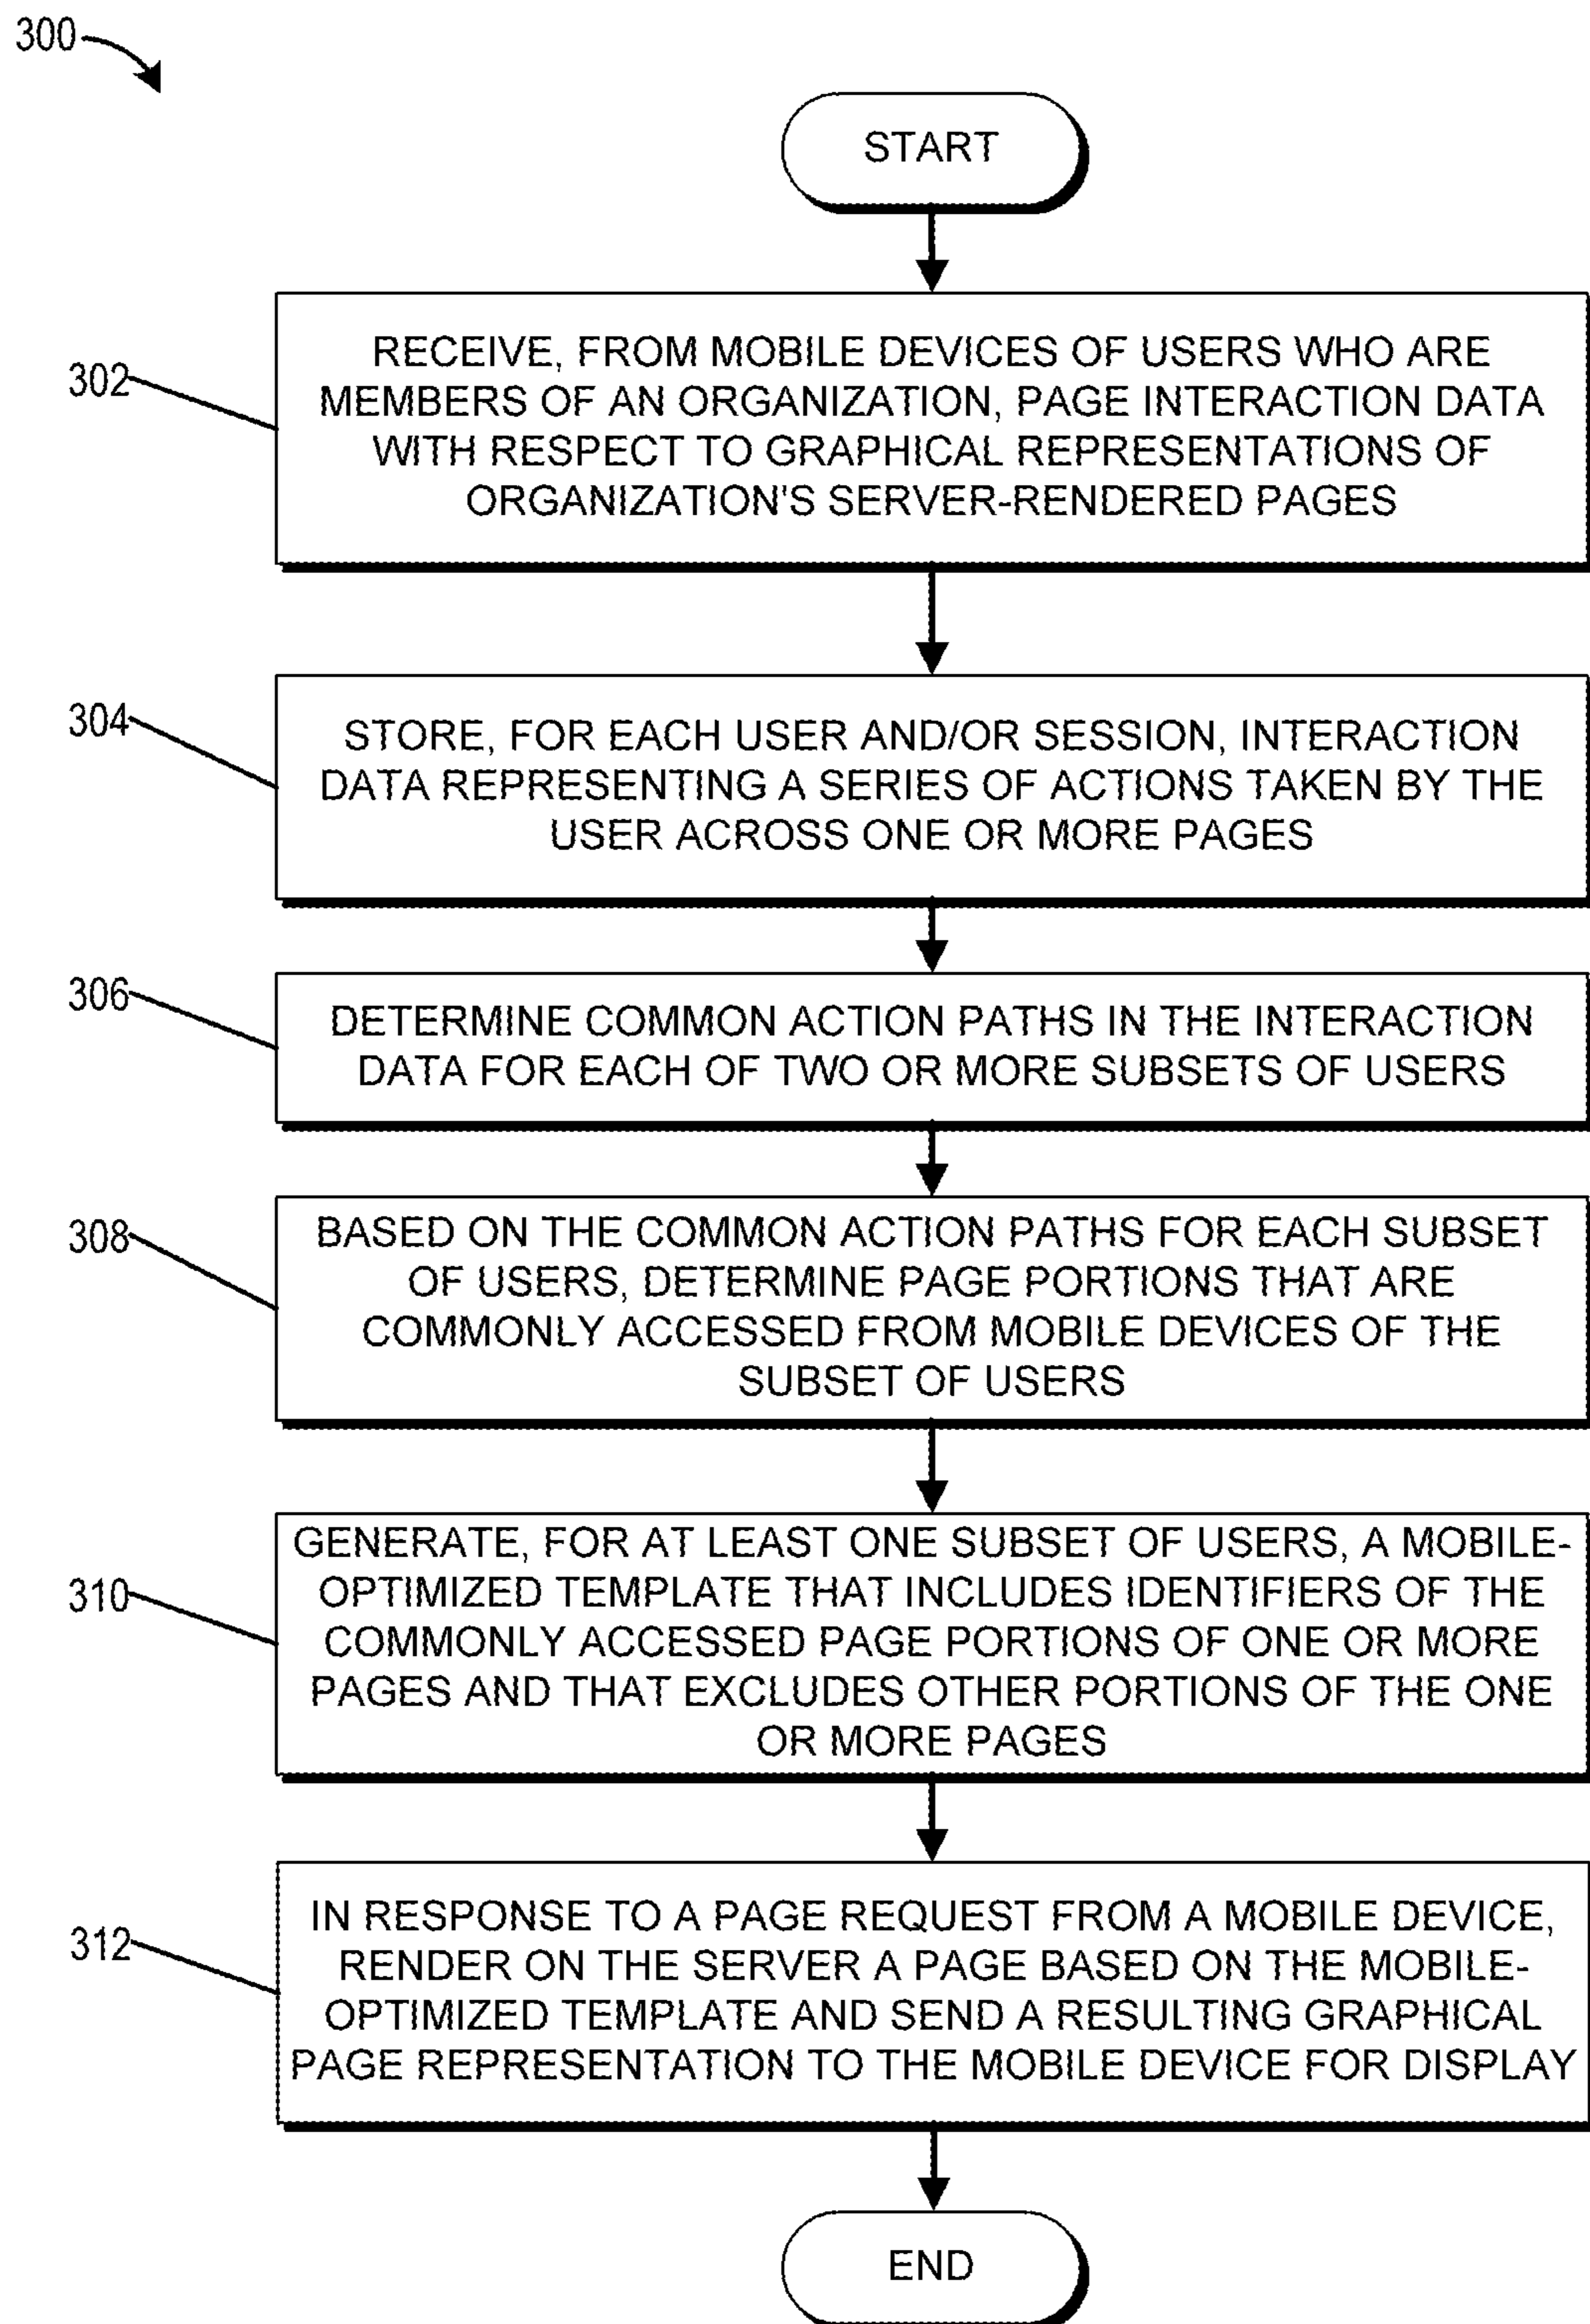 300
START
302
RECEIVE, FROM MOBILE DEVICES OF USERS WHO ARE
MEMBERS OF AN ORGANIZATION, PAGE INTERACTION DATA
WITH RESPECT TO GRAPHICAL REPRESENTATIONS OF
ORGANIZATION'S SERVER-RENDERED PAGES
304
STORE, FOR EACH USER AND/OR SESSION, INTERACTION
DATA REPRESENTING A SERIES OF ACTIONS TAKEN BY THE
USER ACROSS ONE OR MORE PAGES
306
DETERMINE COMMON ACTION PATHS IN THE INTERACTION
DATA FOR EACH OF TWO OR MORE SUBSETS OF USERS
308
BASED ON THE COMMON ACTION PATHS FOR EACH SUBSET
OF USERS, DETERMINE PAGE PORTIONS THAT ARE
COMMONLY ACCESSED FROM MOBILE DEVICES OF THE
SUBSET OF USERS
310
GENERATE, FOR AT LEAST ONE SUBSET OF USERS, A MOBILE-
OPTIMIZED TEMPLATE THAT INCLUDES IDENTIFIERS OF THE
COMMONLY ACCESSED PAGE PORTIONS OF ONE OR MORE
PAGES AND THAT EXCLUDES OTHER PORTIONS OF THE ONE
OR MORE PAGES
312
IN RESPONSE TO A PAGE REQUEST FROM A MOBILE DEVICE,
RENDER ON THE SERVER A PAGE BASED ON THE MOBILE-
OPTIMIZED TEMPLATE AND SEND A RESULTING GRAPHICAL
PAGE REPRESENTATION TO THE MOBILE DEVICE FOR DISPLAY
END